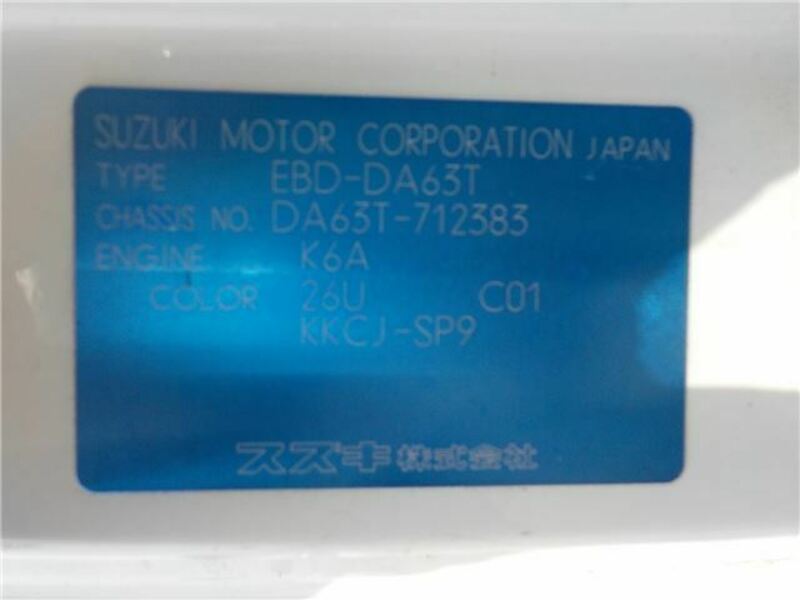 SUZUKI MOTOR CORPORATION JAPAN
TYPE EBD-DA63T
CHASSIS NO. DA63T-712383
ENGINE K6A
COLOR 26U C01
KKCJ-SP9
スズキ株式会社